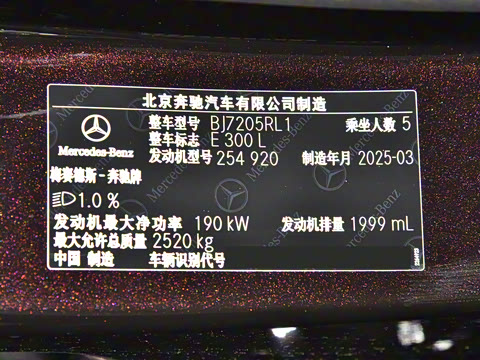 北京奔驰汽车有限公司制造
整车型号 BJ7205RL1 乘坐人数 5
整车标志 E 300 L
Mercedes-Benz
发动机型号 254 920 制造年月 2025-03
梅赛德斯-奔驰牌
1.0 %
发动机最大净功率 190 kW 发动机排量 1999 mL
最大允许总质量 2520 kg
中国 制造 车辆识别代号